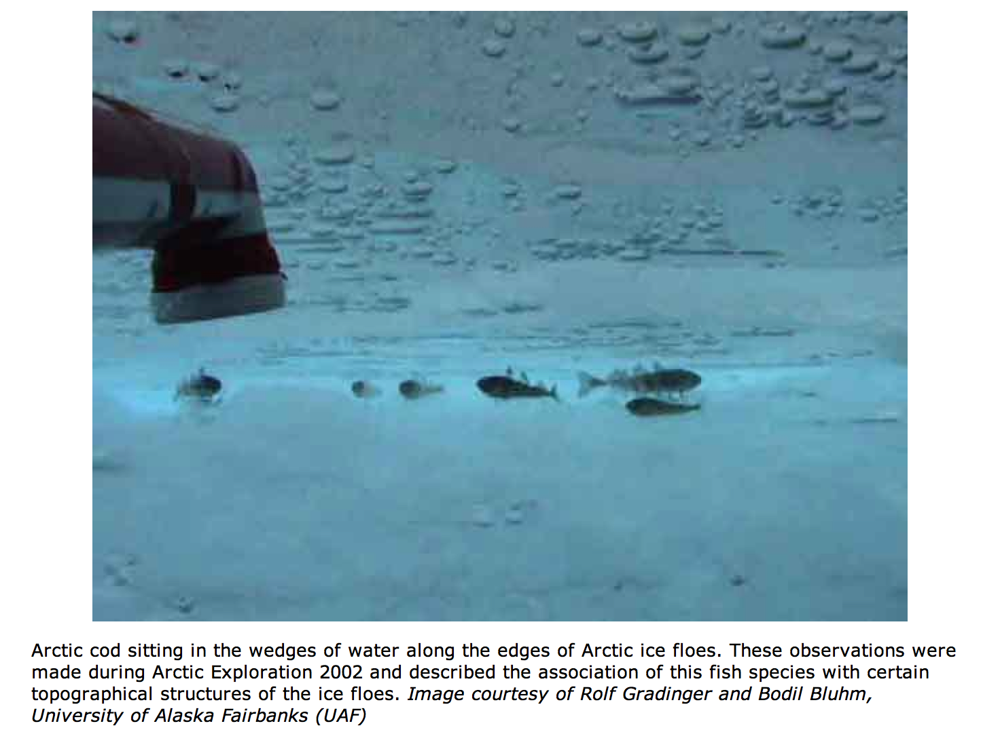 Arctic cod sitting in the wedges of water along the edges of Arctic ice floes. These observations were
made during Arctic Exploration 2002 and described the association of this fish species with certain
topographical structures of the ice floes. Image courtesy of Rolf Gradinger and Bodil Bluhm,
University of Alaska Fairbanks (UAF)